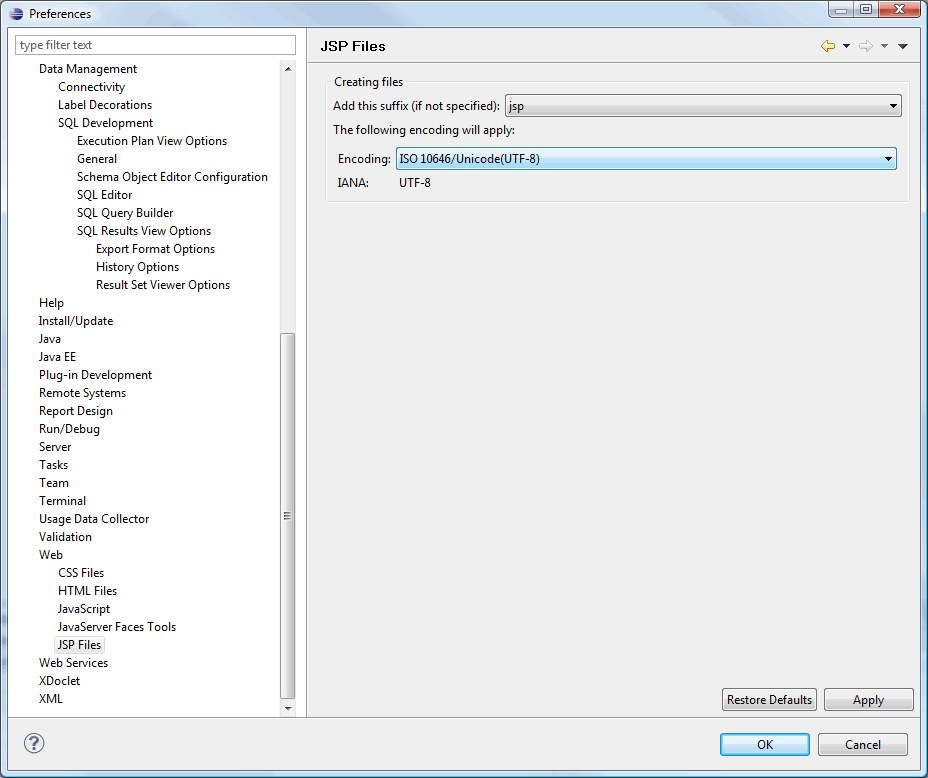 Preferences
type filter text
Data Management
Connectivity
Label Decorations
SQL Development
Execution Plan View Options
General
Schema Object Editor Configuration
SQL Editor
SQL Query Builder
SQL Results View Options
Export Format Options
History Options
Result Set Viewer Options
Help
Install/Update
Java
Java EE
Plug-in Development
Remote Systems
Report Design
Run/Debug
Server
Tasks
Team
Terminal
Usage Data Collector
Validation
Web
CSS Files
HTML Files
JavaScript
JavaServer Faces Tools
JSP Files
Web Services
XDoclet
XML
JSP Files
Creating files
Add this suffix (if not specified): jsp
The following encoding will apply:
Encoding: ISO 10646/Unicode(UTF-8)
IANA: UTF-8
Restore Defaults Apply
? OK Cancel